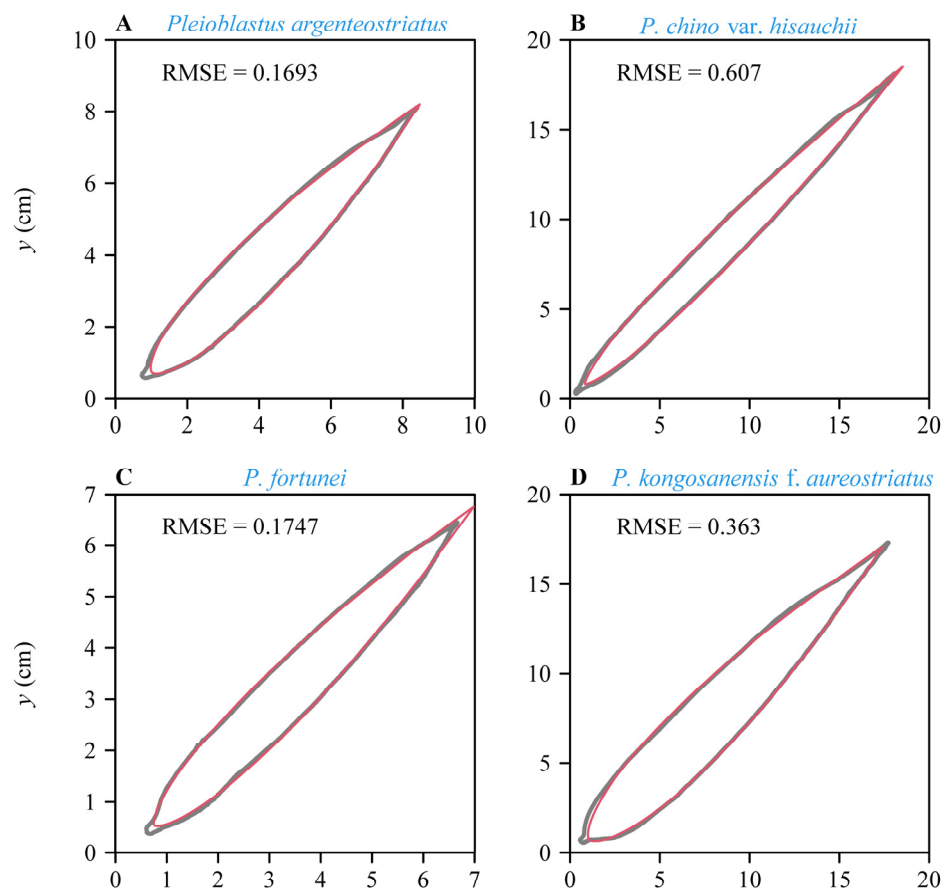 A Pleioblastus argenteostriatus
B P. chino var. hisauchii
10
8
6
4
2
0
y (cm)
RMSE = 0.1693
0 2 4 6 8 10
20
15
10
5
0
RMSE = 0.607
0 5 10 15 20
C P. fortunei
D P. kongosanensis f. aureostriatus
7
6
5
4
3
2
1
0
y (cm)
RMSE = 0.1747
0 1 2 3 4 5 6 7
20
15
10
5
0
RMSE = 0.363
0 5 10 15 20